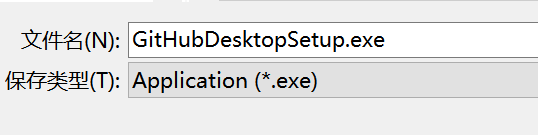 文件名(N): GitHubDesktopSetup.exe
保存类型(T): Application (*.exe)